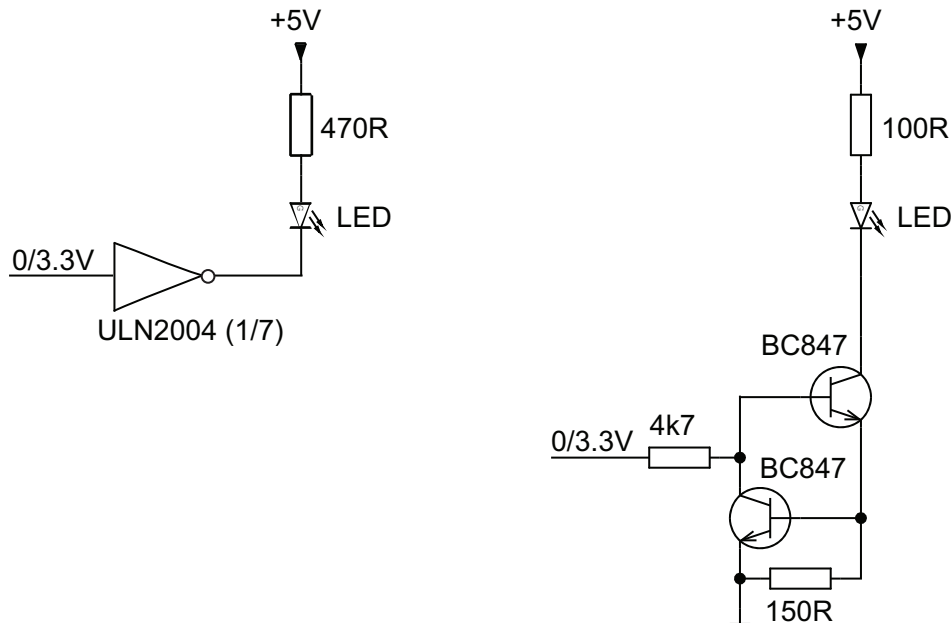 +5V
470R
LED
0/3.3V
ULN2004 (1/7)
+5V
100R
LED
BC847
4k7
0/3.3V
BC847
150R